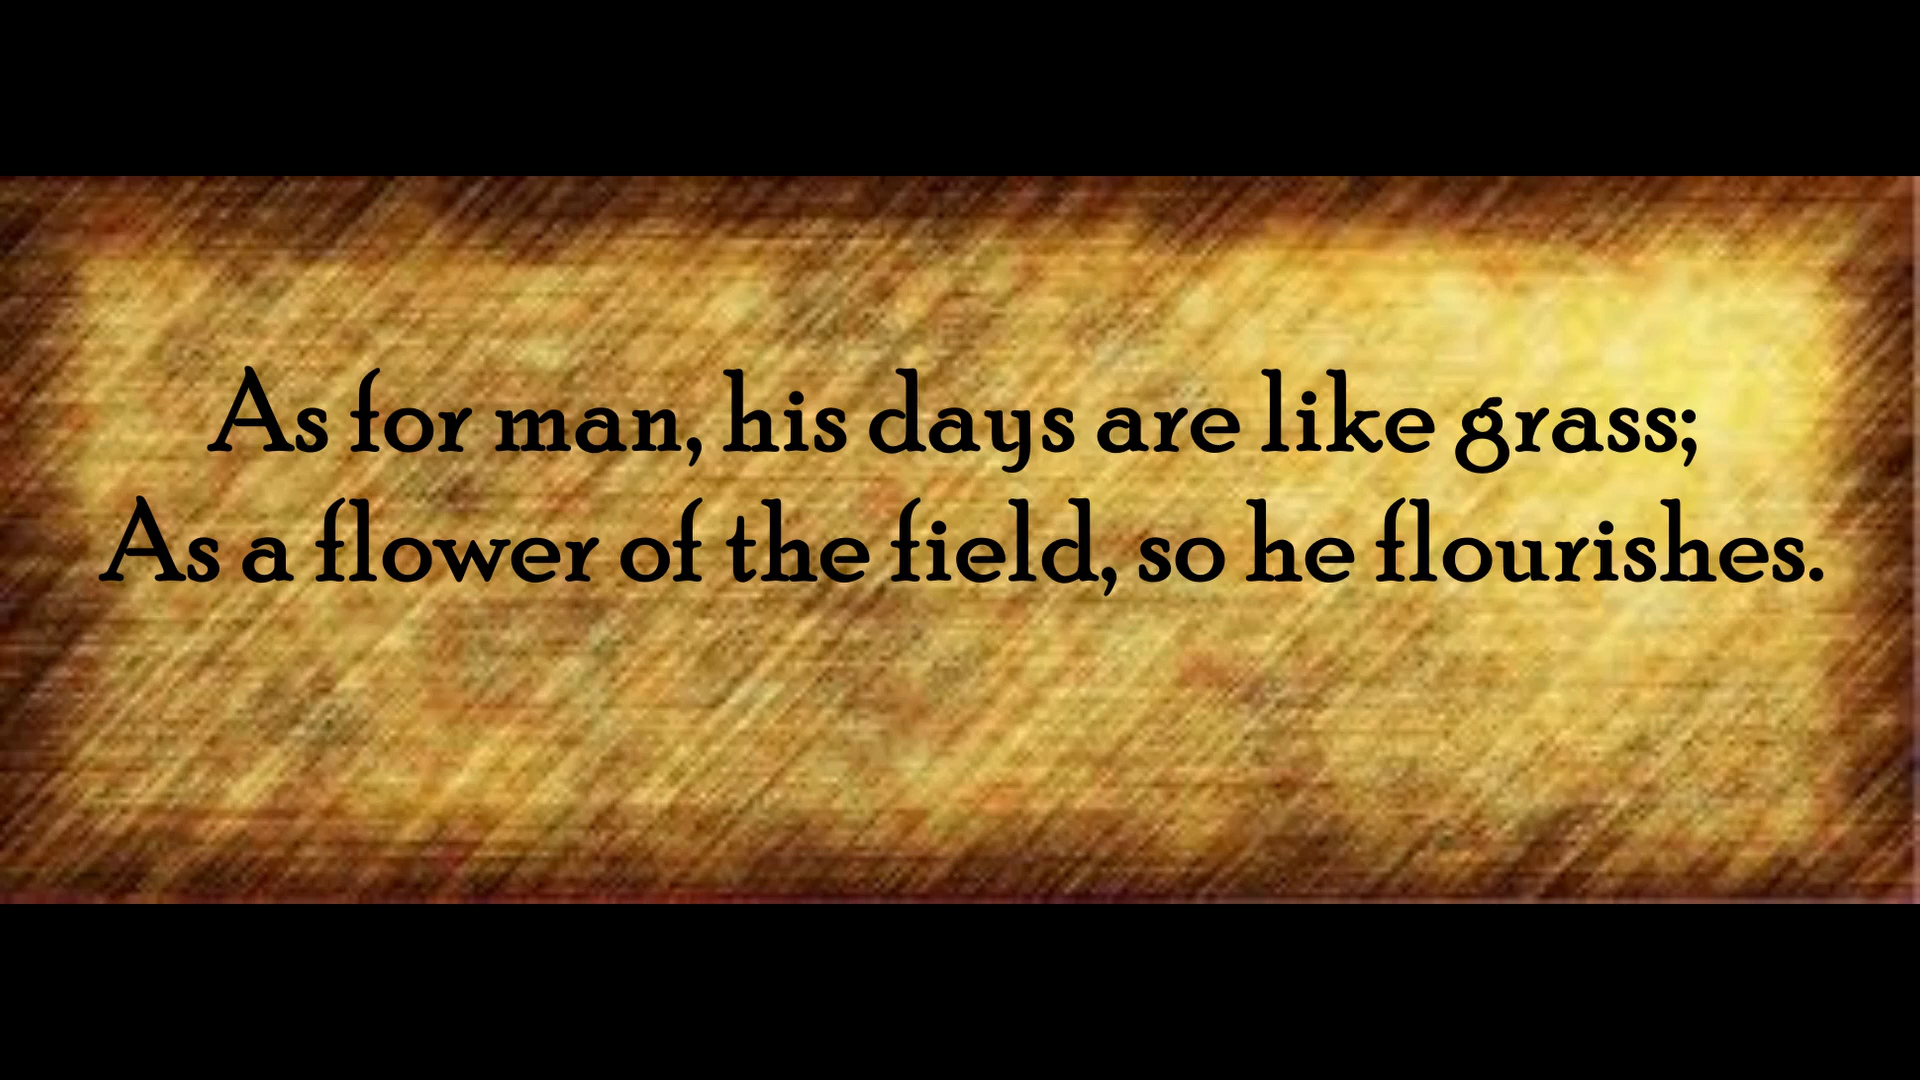 As for man, his days are like grass;
As a flower of the field, so he flourishes.